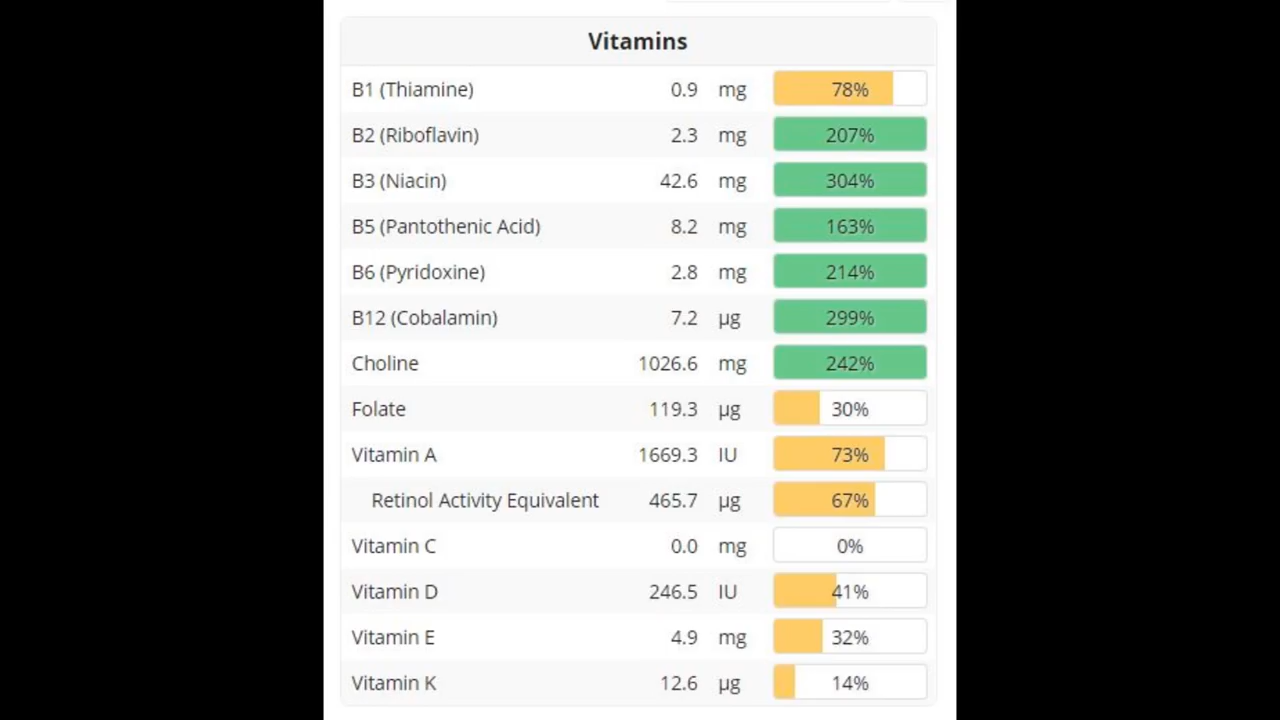 Vitamins
B1 (Thiamine) 0.9 mg 78%
B2 (Riboflavin) 2.3 mg 207%
B3 (Niacin) 42.6 mg 304%
B5 (Pantothenic Acid) 8.2 mg 163%
B6 (Pyridoxine) 2.8 mg 214%
B12 (Cobalamin) 7.2 µg 299%
Choline 1026.6 mg 242%
Folate 119.3 µg 30%
Vitamin A 1669.3 IU 73%
Retinol Activity Equivalent 465.7 µg 67%
Vitamin C 0.0 mg 0%
Vitamin D 246.5 IU 41%
Vitamin E 4.9 mg 32%
Vitamin K 12.6 µg 14%